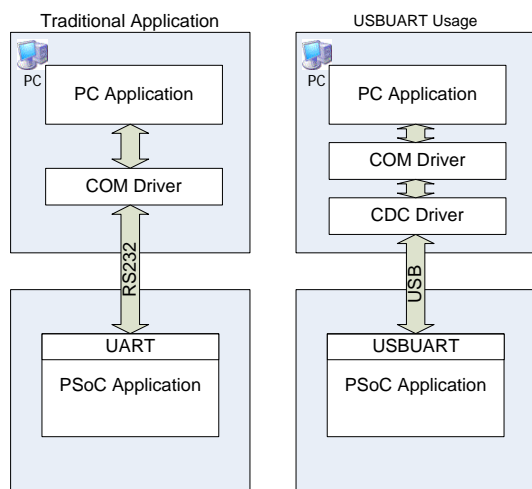 Traditional Application
PC
PC Application
COM Driver
RS232
UART
PSoC Application
USBUART Usage
PC
PC Application
COM Driver
CDC Driver
USB
USBUART
PSoC Application